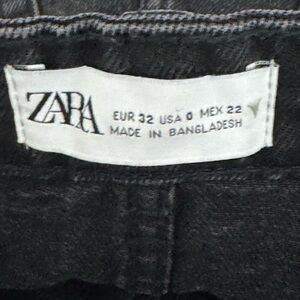 ZARA
EUR 32 USA 0 MEX 22
MADE IN BANGLADESH